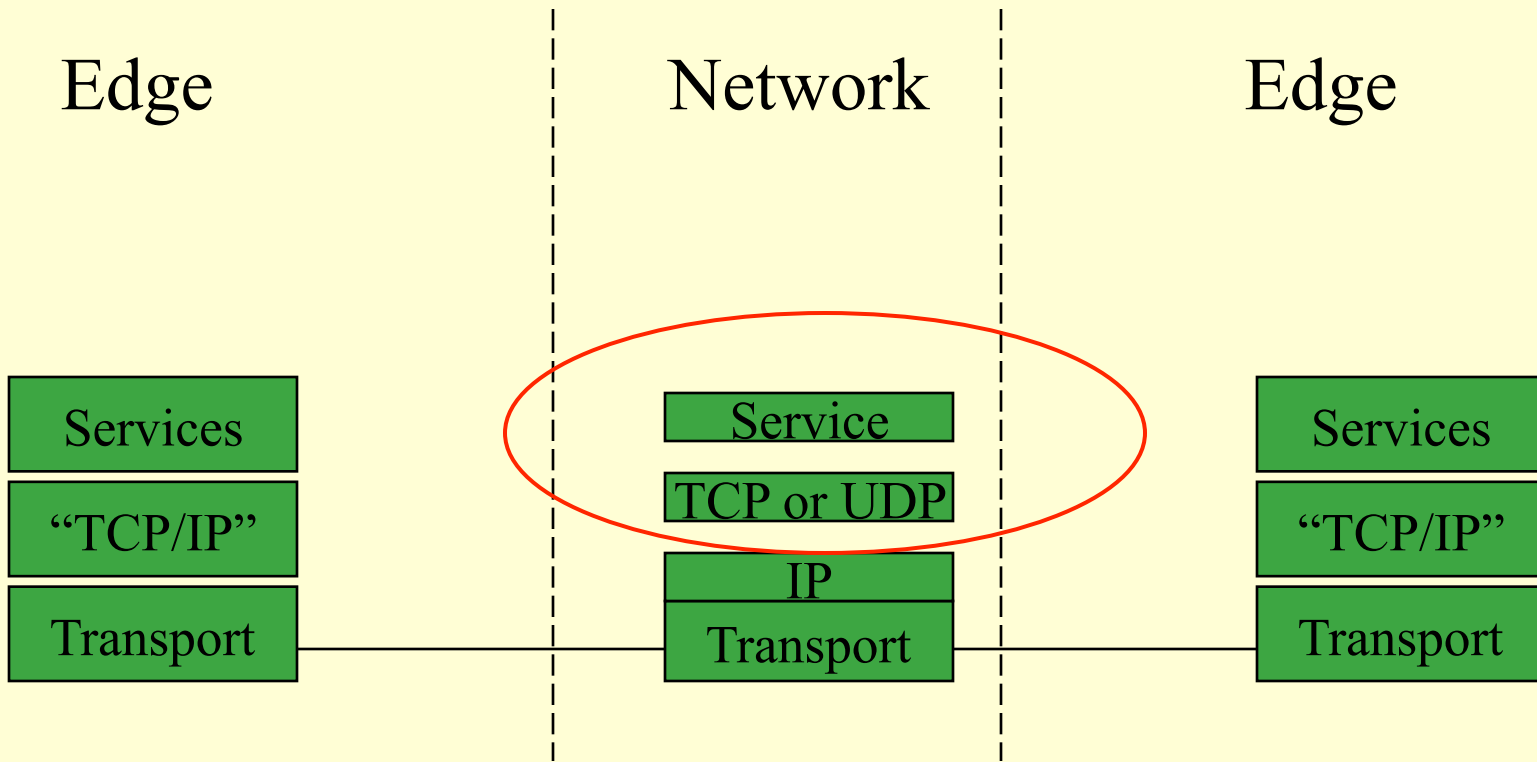 Edge
Network
Edge
Services
“TCP/IP”
Transport
Service
TCP or UDP
IP
Transport
Services
“TCP/IP”
Transport